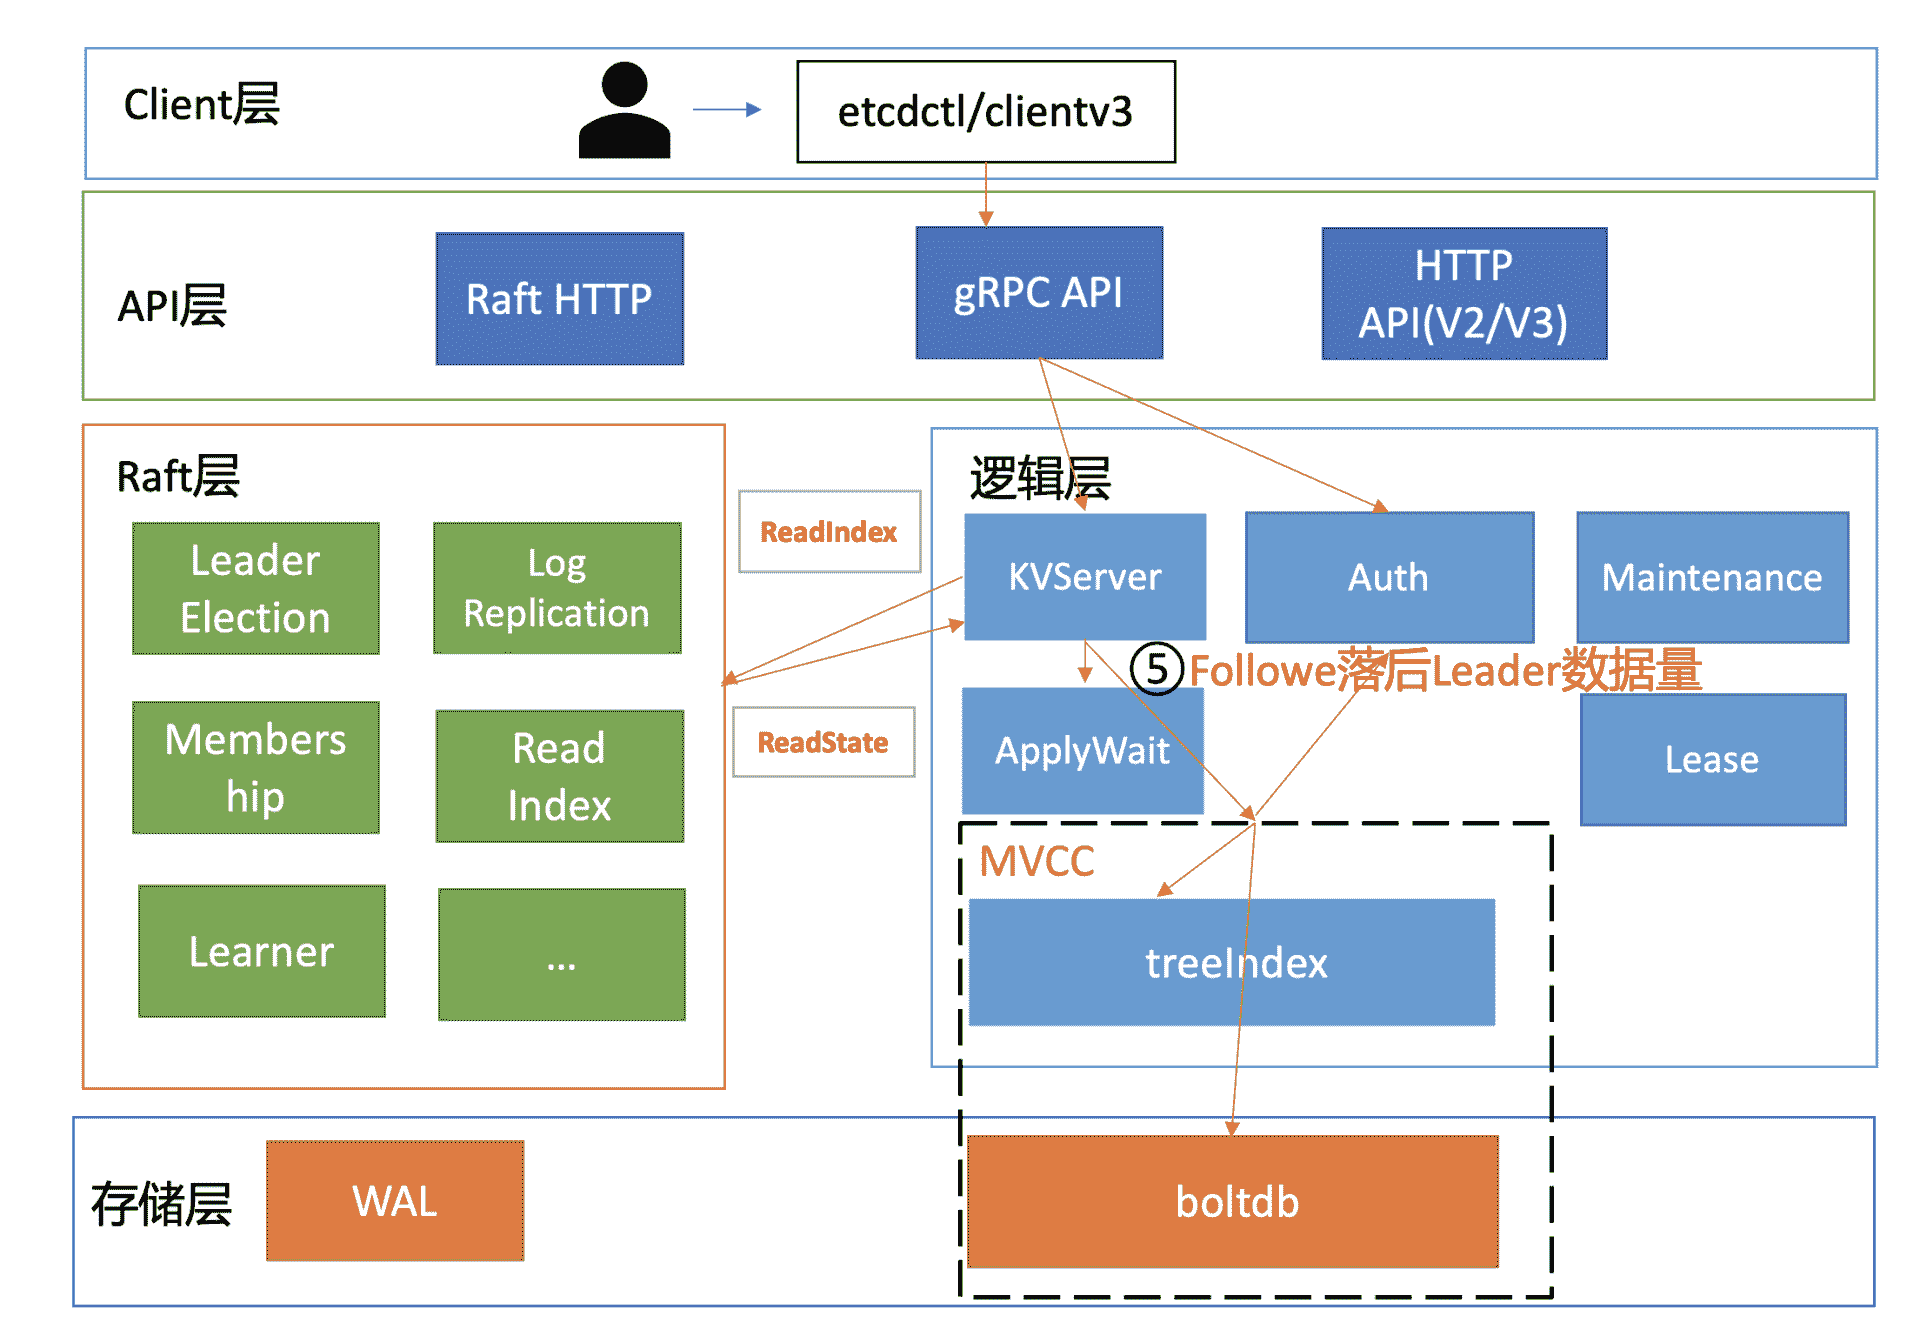 Client层
etcdctl/clientv3
API层
Raft HTTP
gRPC API
HTTP
API(V2/V3)
Raft层
Leader
Election
Log
Replication
Members
hip
Read
Index
Learner
...
ReadIndex
ReadState
逻辑层
KVServer
Auth
Maintenance
⑤Followe落后Leader数据量
ApplyWait
Lease
MVCC
treeIndex
存储层
WAL
boltdb